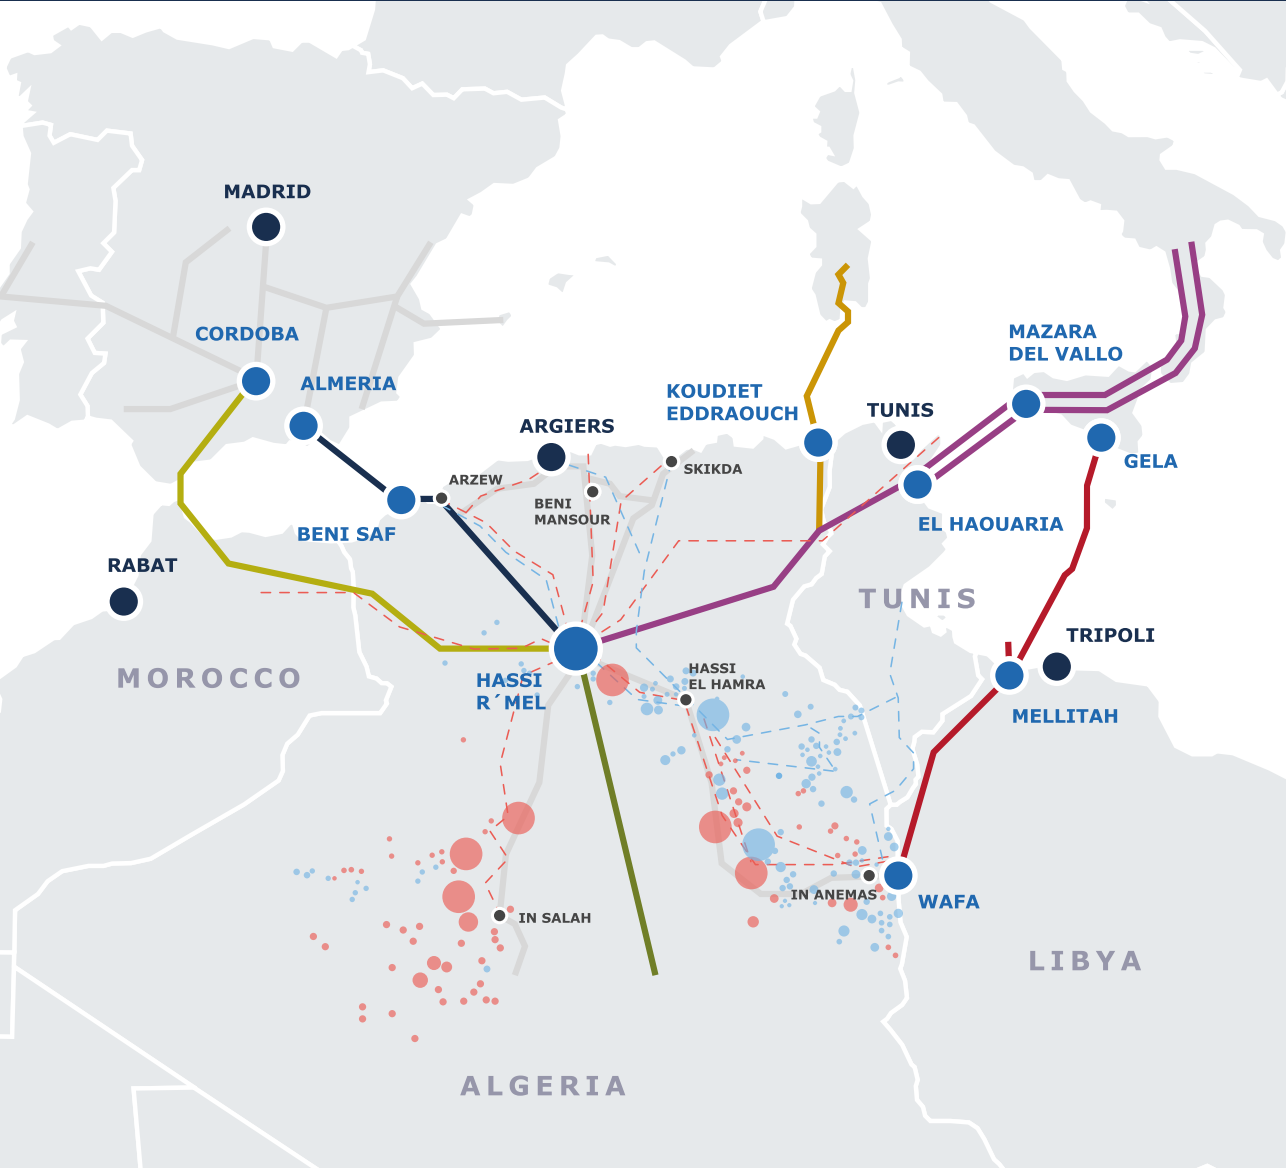 MADRID
CORDOBA
ALMERIA
MAZARA
DEL VALLO
KOUDIET
EDDRAOUCH
TUNIS
ARGIERS
GELA
SKIKDA
ARZEW
BENI
MANSOUR
EL HAOUARIA
BENI SAF
RABAT
TUNIS
TRIPOLI
MOROCCO
HASSI
R´MEL
HASSI
EL HAMRA
MELLITAH
IN ANEMAS
WAFA
IN SALAH
LIBYA
ALGERIA